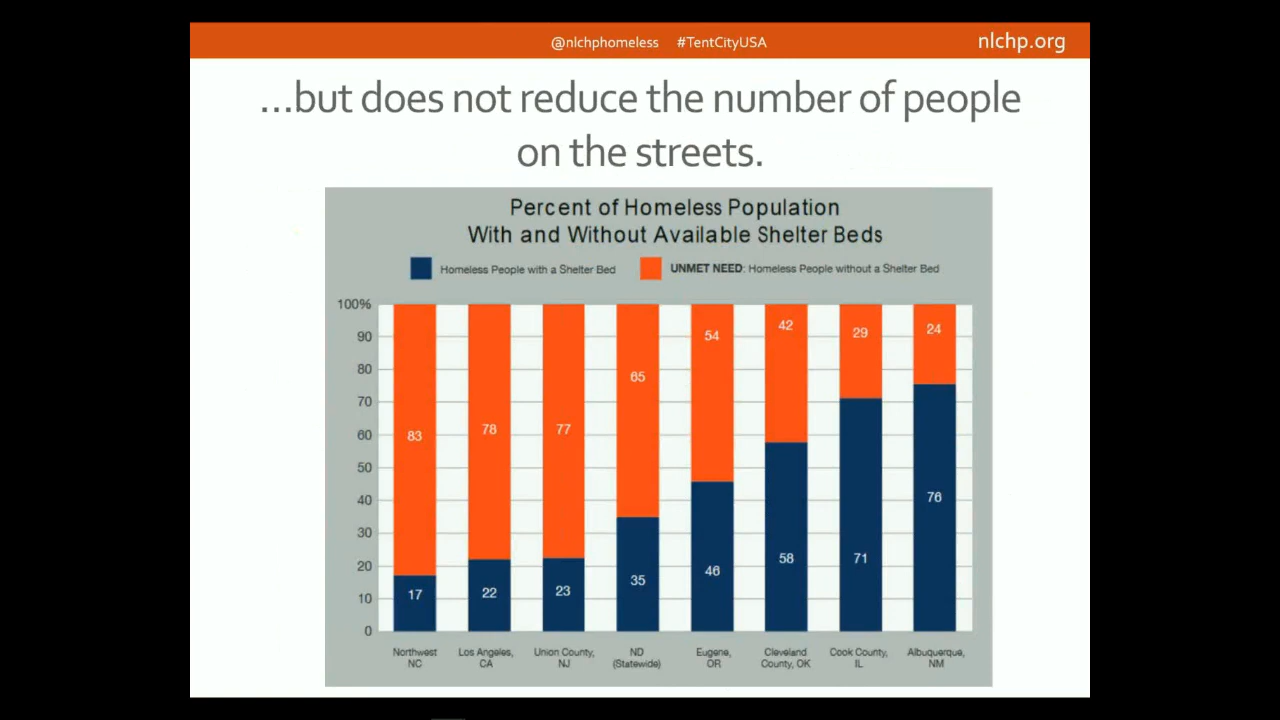 @nlchphomeless #TentCityUSA nlchp.org
...but does not reduce the number of people
on the streets.
Percent of Homeless Population
With and Without Available Shelter Beds
Homeless People with a Shelter Bed UNMET NEED: Homeless People without a Shelter Bed
100%
90
80
70
60
50
40
30
20
10
0
83 78 77 65 54 42 29 24
17 22 23 35 46 58 71 76
Northwest Los Angeles, Union County, ND Eugene, Cleveland Cook County, Albuquerque,
NC CA NJ (Statewide) OR County, OK IL NM